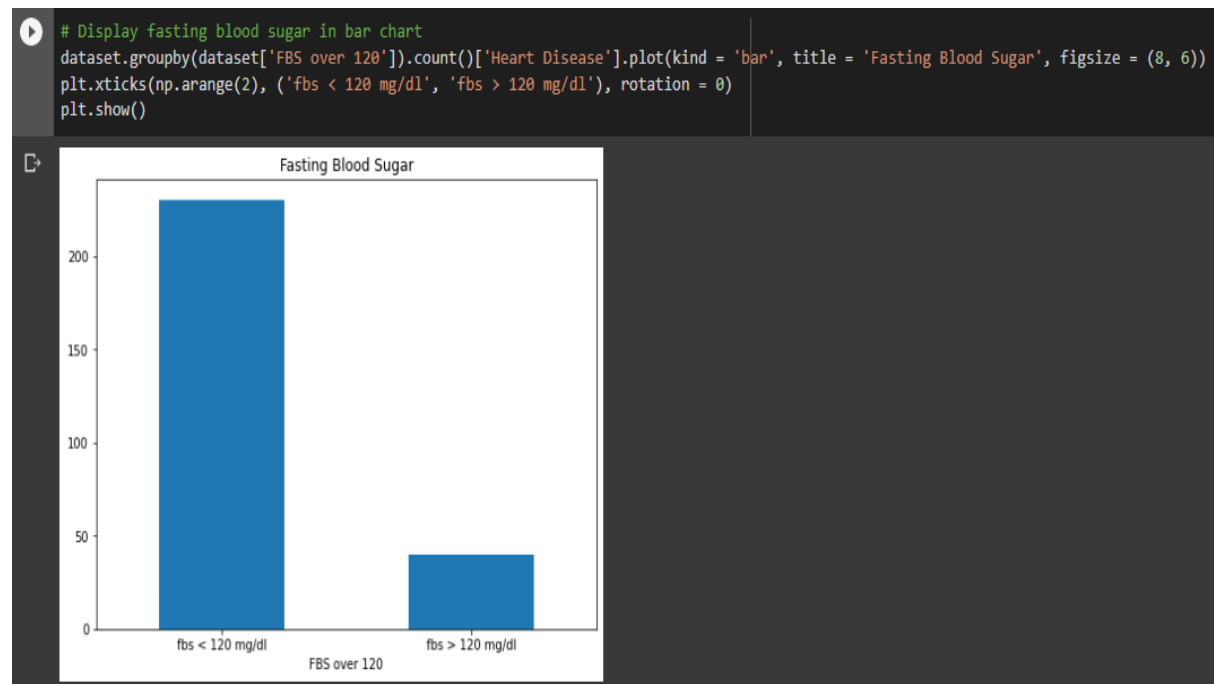 # Display fasting blood sugar in bar chart
dataset.groupby(dataset['FBS over 120']).count()['Heart Disease'].plot(kind = 'bar', title = 'Fasting Blood Sugar', figsize = (8, 6))
plt.xticks(np.arange(2), ('fbs < 120 mg/dl', 'fbs > 120 mg/dl'), rotation = 0)
plt.show()
Fasting Blood Sugar
200
150
100
50
0
fbs < 120 mg/dl fbs > 120 mg/dl
FBS over 120